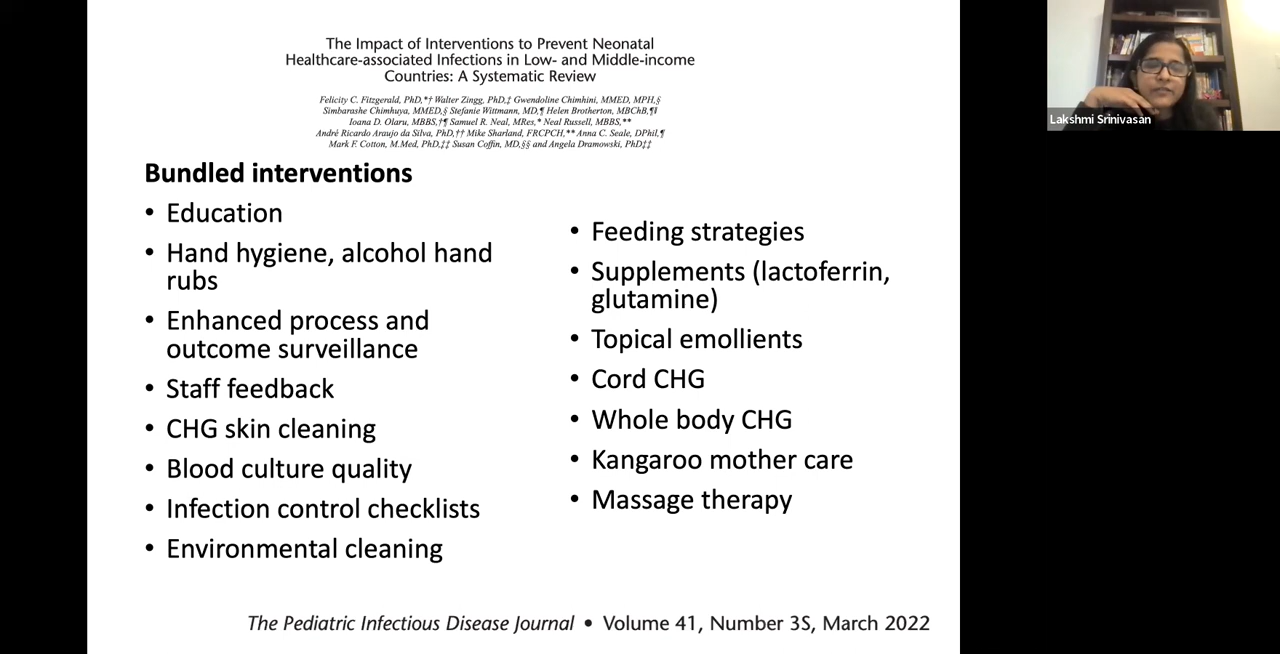 The Impact of Interventions to Prevent Neonatal
Healthcare-associated Infections in Low- and Middle-income
Countries: A Systematic Review
Felicity C. Fitzgerald, PhD,*† Walter Zingg, PhD,‡ Gwendoline Chimhini, MMED, MPH,§
Simbarashe Chimhuya, MMED,§ Stefanie Wittmann, MD,¶ Helen Brotherton, MBChB,¶‖
Ioana D. Olaru, MBBS,†¶ Samuel R. Neal, MRes,* Neal Russell, MBBS,**
André Ricardo Araujo da Silva, PhD,†† Mike Sharland, FRCPCH,** Anna C. Seale, DPhil,¶
Mark F. Cotton, M.Med, PhD,‡‡ Susan Coffin, MD,§§ and Angela Dramowski, PhD‡‡
Bundled interventions
• Education
• Hand hygiene, alcohol hand
rubs
• Enhanced process and
outcome surveillance
• Staff feedback
• CHG skin cleaning
• Blood culture quality
• Infection control checklists
• Environmental cleaning
• Feeding strategies
• Supplements (lactoferrin,
glutamine)
• Topical emollients
• Cord CHG
• Whole body CHG
• Kangaroo mother care
• Massage therapy
The Pediatric Infectious Disease Journal • Volume 41, Number 3S, March 2022
Lakshmi Srinivasan